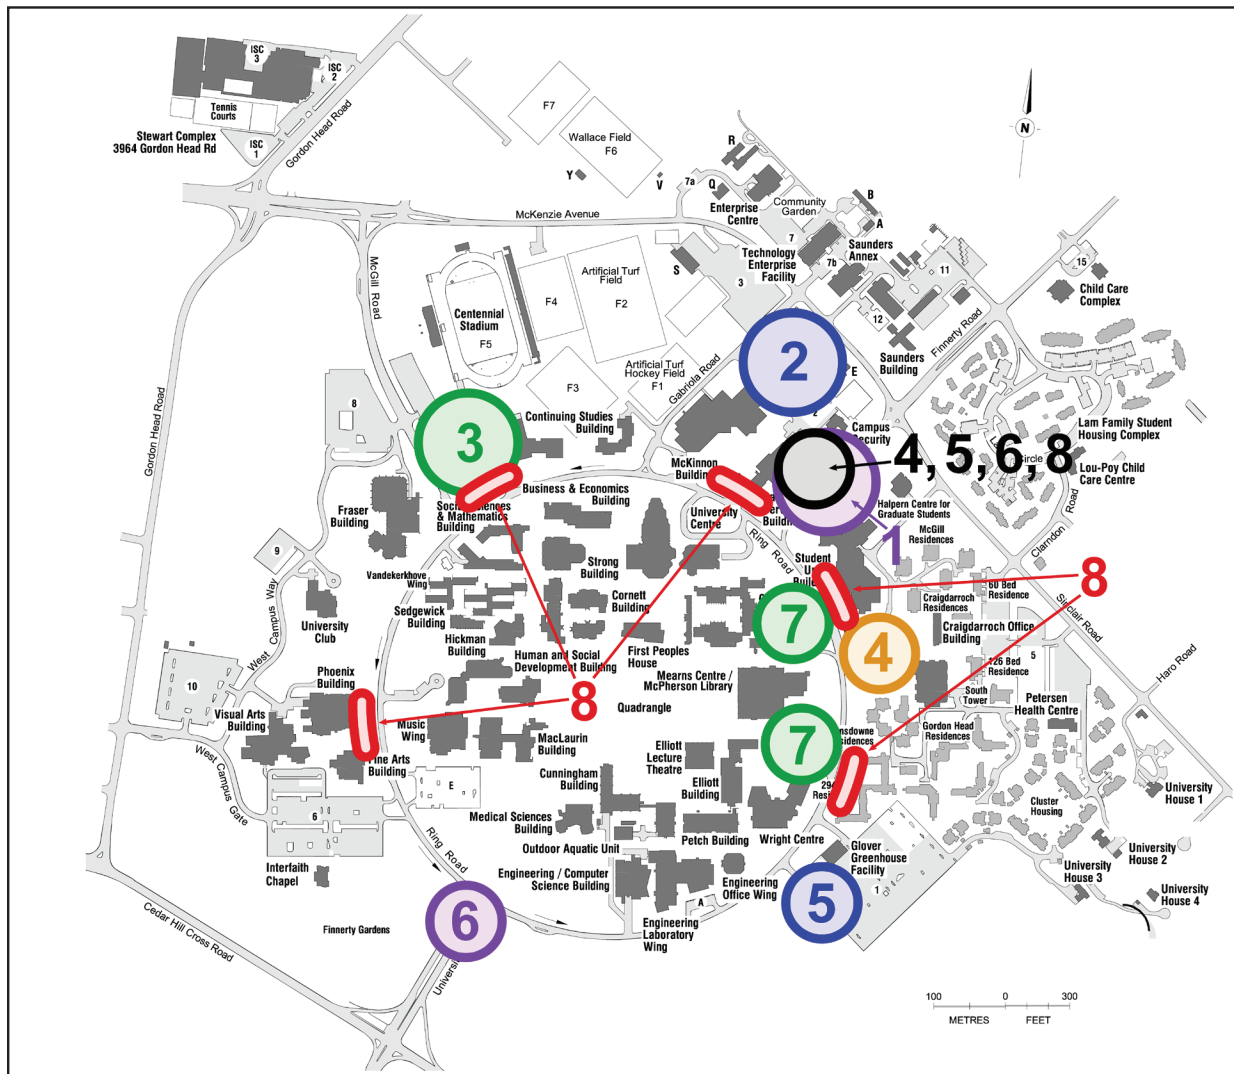 ISC
3
ISC
2
Tennis
Courts
Stewart Complex
3964 Gordon Head Rd
ISC
1
Gordon Head Road
F7
Wallace Field
F6
Y
V
7a
R
Q
Enterprise
Centre
Community
Garden
B
A
N
McKenzie Avenue
7
Technology
Enterprise
Facility
7b
Saunders
Annex
11
15
Child Care
Complex
S
3
12
Saunders
Building
Finnerty Road
McGill Road
Centennial
Stadium
F5
F4
Artificial Turf
Field
F2
Artificial Turf
Hockey Field
F1
F3
Gabriola Road
2
E
2
Gordon Head Road
8
3
Continuing Studies
Building
Campus
Security
Lam Family Student
Housing Complex
Circle
4, 5, 6, 8
Lou-Poy Child
Care Centre
McKinnon
Building
Business & Economics
Building
Social Sciences
& Mathematics
Building
Fraser
Building
University
Centre
Halpern Centre for
Graduate Students
McGill
Residences
1
Clarndon Road
Ring Road
9
Vandekerkhove
Wing
Strong
Building
Student
8
60 Bed
Residence
Craigdarroch
Residences
Sinclair Road
Sedgewick
Building
Cornett
Building
University
Club
Hickman
Building
West Campus Way
7
4
Craigdarroch Office
Building
First Peoples
House
Human and Social
Development Building
5
126 Bed
Residence
Haro Road
Phoenix
Building
10
8
Mearns Centre /
McPherson Library
South
Tower
Petersen
Health Centre
Quadrangle
Visual Arts
Building
Music
Wing
MacLaurin
Building
7
Gordon Head
Residences
Fine Arts
Building
Elliott
Lecture
Theatre
West Campus Gate
E
Cunningham
Building
Elliott
Building
University
House 1
Cluster
Housing
6
Medical Sciences
Building
Petch Building
Wright Centre
Ring Road
Outdoor Aquatic Unit
Glover
Greenhouse
Facility
University
House 2
Interfaith
Chapel
Engineering / Computer
Science Building
Engineering
Office Wing
1
University
House 3
University
House 4
6
5
A
Cedar Hill Cross Road
Finnerty Gardens
Engineering
Laboratory
Wing
100 0 300
METRES FEET